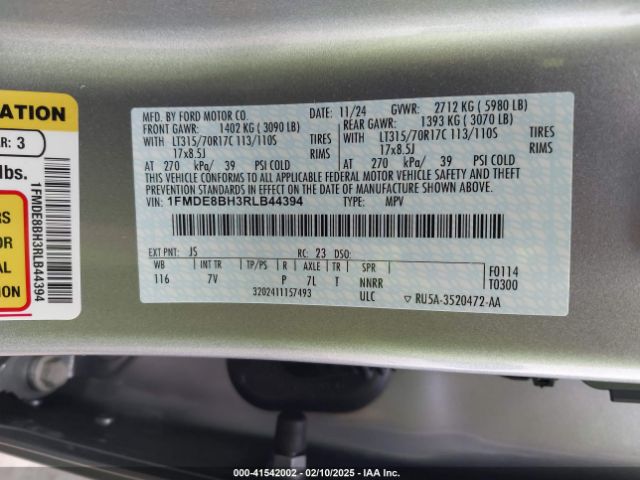 ATION
AR: 3
lbs.
RS
OR
AL
ON
1FMDE8BH3RLB44394
MFD. BY FORD MOTOR CO.
DATE: 11/24 GVWR: 2712 KG ( 5980 LB)
FRONT GAWR: 1402 KG ( 3090 LB) REAR GAWR: 1393 KG ( 3070 LB)
WITH LT315/70R17C 113/110S TIRES WITH LT315/70R17C 113/110S TIRES
17x8.5J RIMS 17x8.5J RIMS
AT 270 kPa/ 39 PSI COLD AT 270 kPa/ 39 PSI COLD
THIS VEHICLE CONFORMS TO ALL APPLICABLE FEDERAL MOTOR VEHICLE SAFETY AND THEFT
PREVENTION STANDARDS IN EFFECT ON THE DATE OF MANUFACTURE SHOWN ABOVE.
VIN: 1FMDE8BH3RLB44394 TYPE: MPV
EXT PNT: JS RC: 23 DSO:
WB INT TR TP/PS R AXLE TR SPR F0114
116 7V P 7L T NNRR T0300
ULC
3202411157493
RU5A-3520472-AA
000-41542002 — 02/10/2025 — IAA Inc.